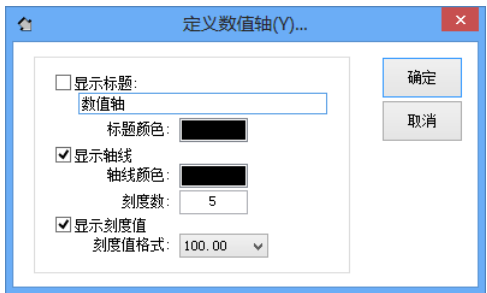 定义数值轴(Y)...
显示标题:
数值轴
标题颜色:
显示轴线
轴线颜色:
刻度数: 5
显示刻度值
刻度值格式: 100.00
确定
取消